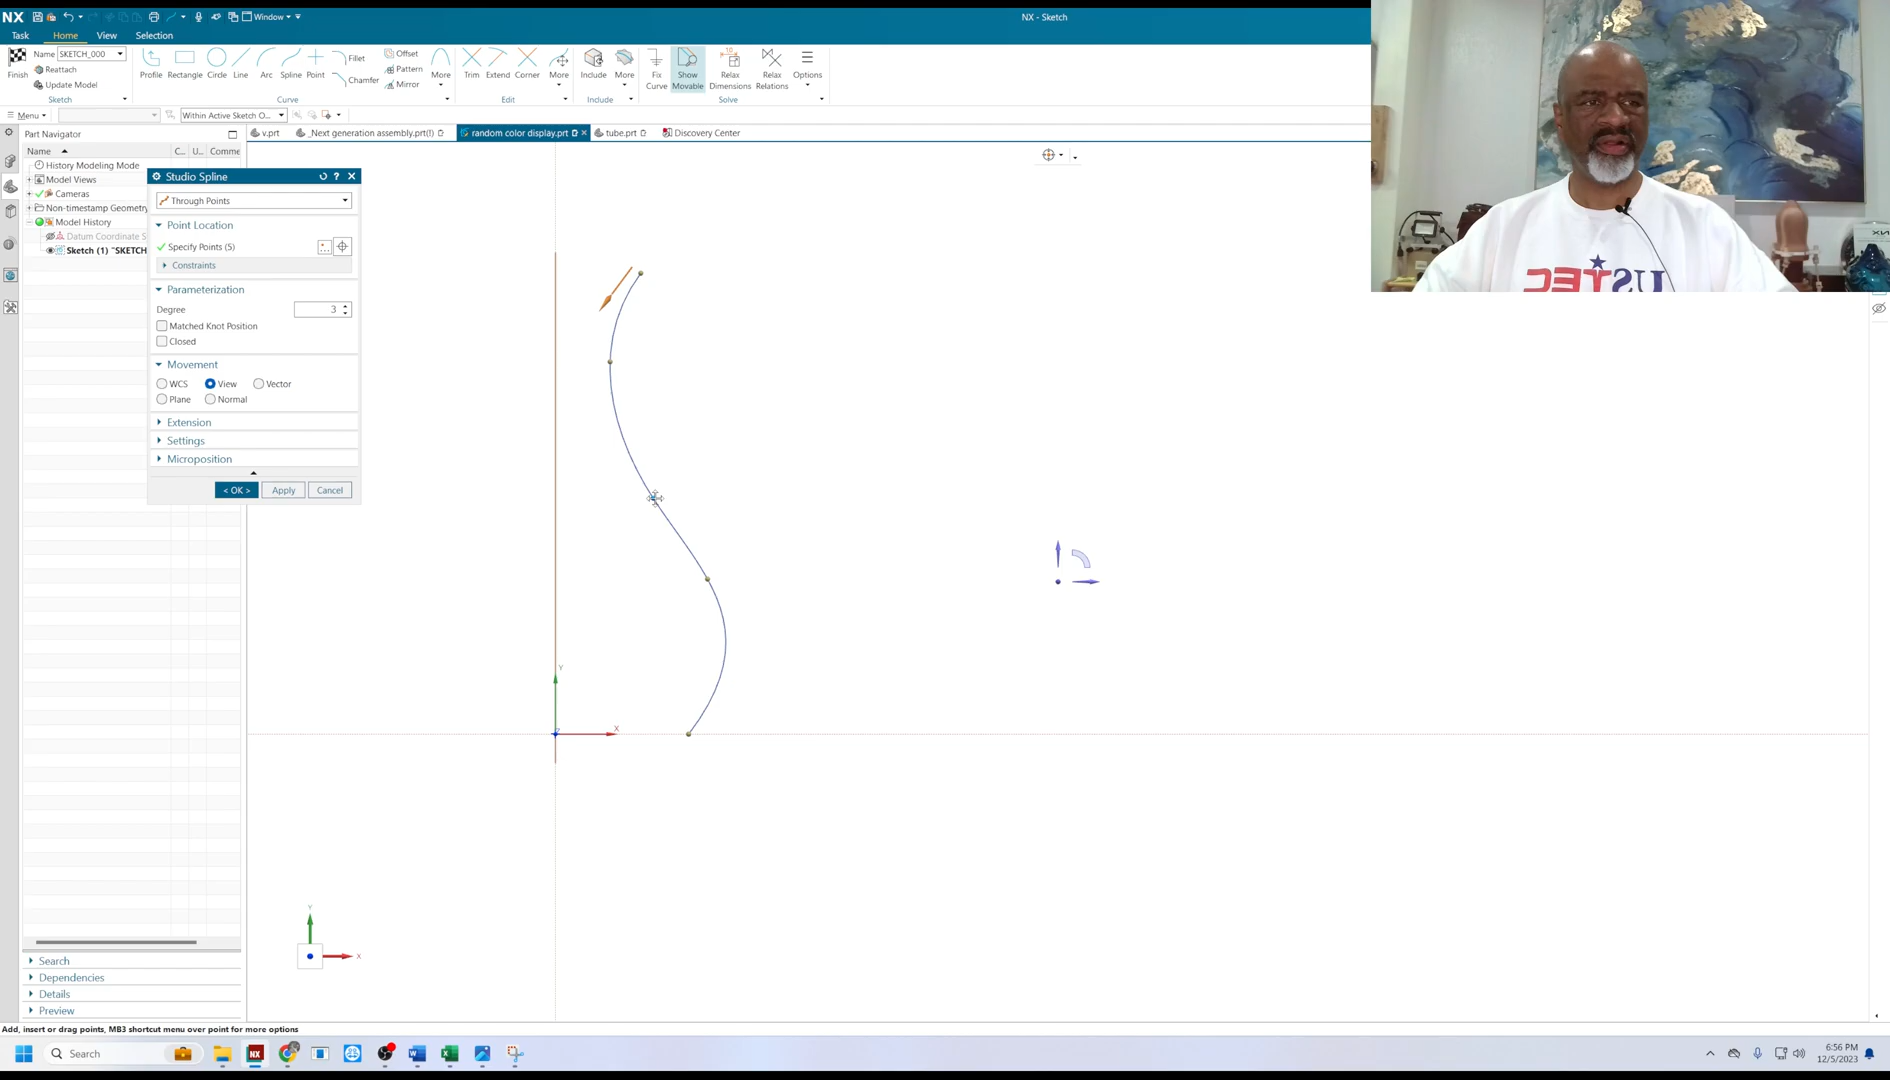 NX
Window
NX - Sketch
Task
Home
View
Selection
Name SKETCH_000
Reattach
Update Model
Finish
Sketch
Profile
Rectangle
Circle
Line
Arc
Spline
Point
Fillet
Chamfer
Offset
Pattern
Mirror
More
Curve
Trim
Extend
Corner
More
Edit
Include
More
Include
Fix Curve
Show Movable
Relax Dimensions
Relax Relations
Options
Solve
Menu
Within Active Sketch O...
Part Navigator
v.prt
_Next generation assembly.prt(!)
random color display.prt
tube.prt
Discovery Center
Name
C...
U...
Comme
History Modeling Mode
Model Views
Cameras
Non-timestamp Geometry
Model History
Datum Coordinate S
Sketch (1) "SKETCH
Studio Spline
Through Points
Point Location
Specify Points (5)
Constraints
Parameterization
Degree 3
Matched Knot Position
Closed
Movement
WCS
View
Vector
Plane
Normal
Extension
Settings
Microposition
< OK >
Apply
Cancel
Y
X
Y
X
USTEC
NX
Search
Dependencies
Details
Preview
Add, insert or drag points, MB3 shortcut menu over point for more options
Search
NX
6:56 PM
12/5/2023